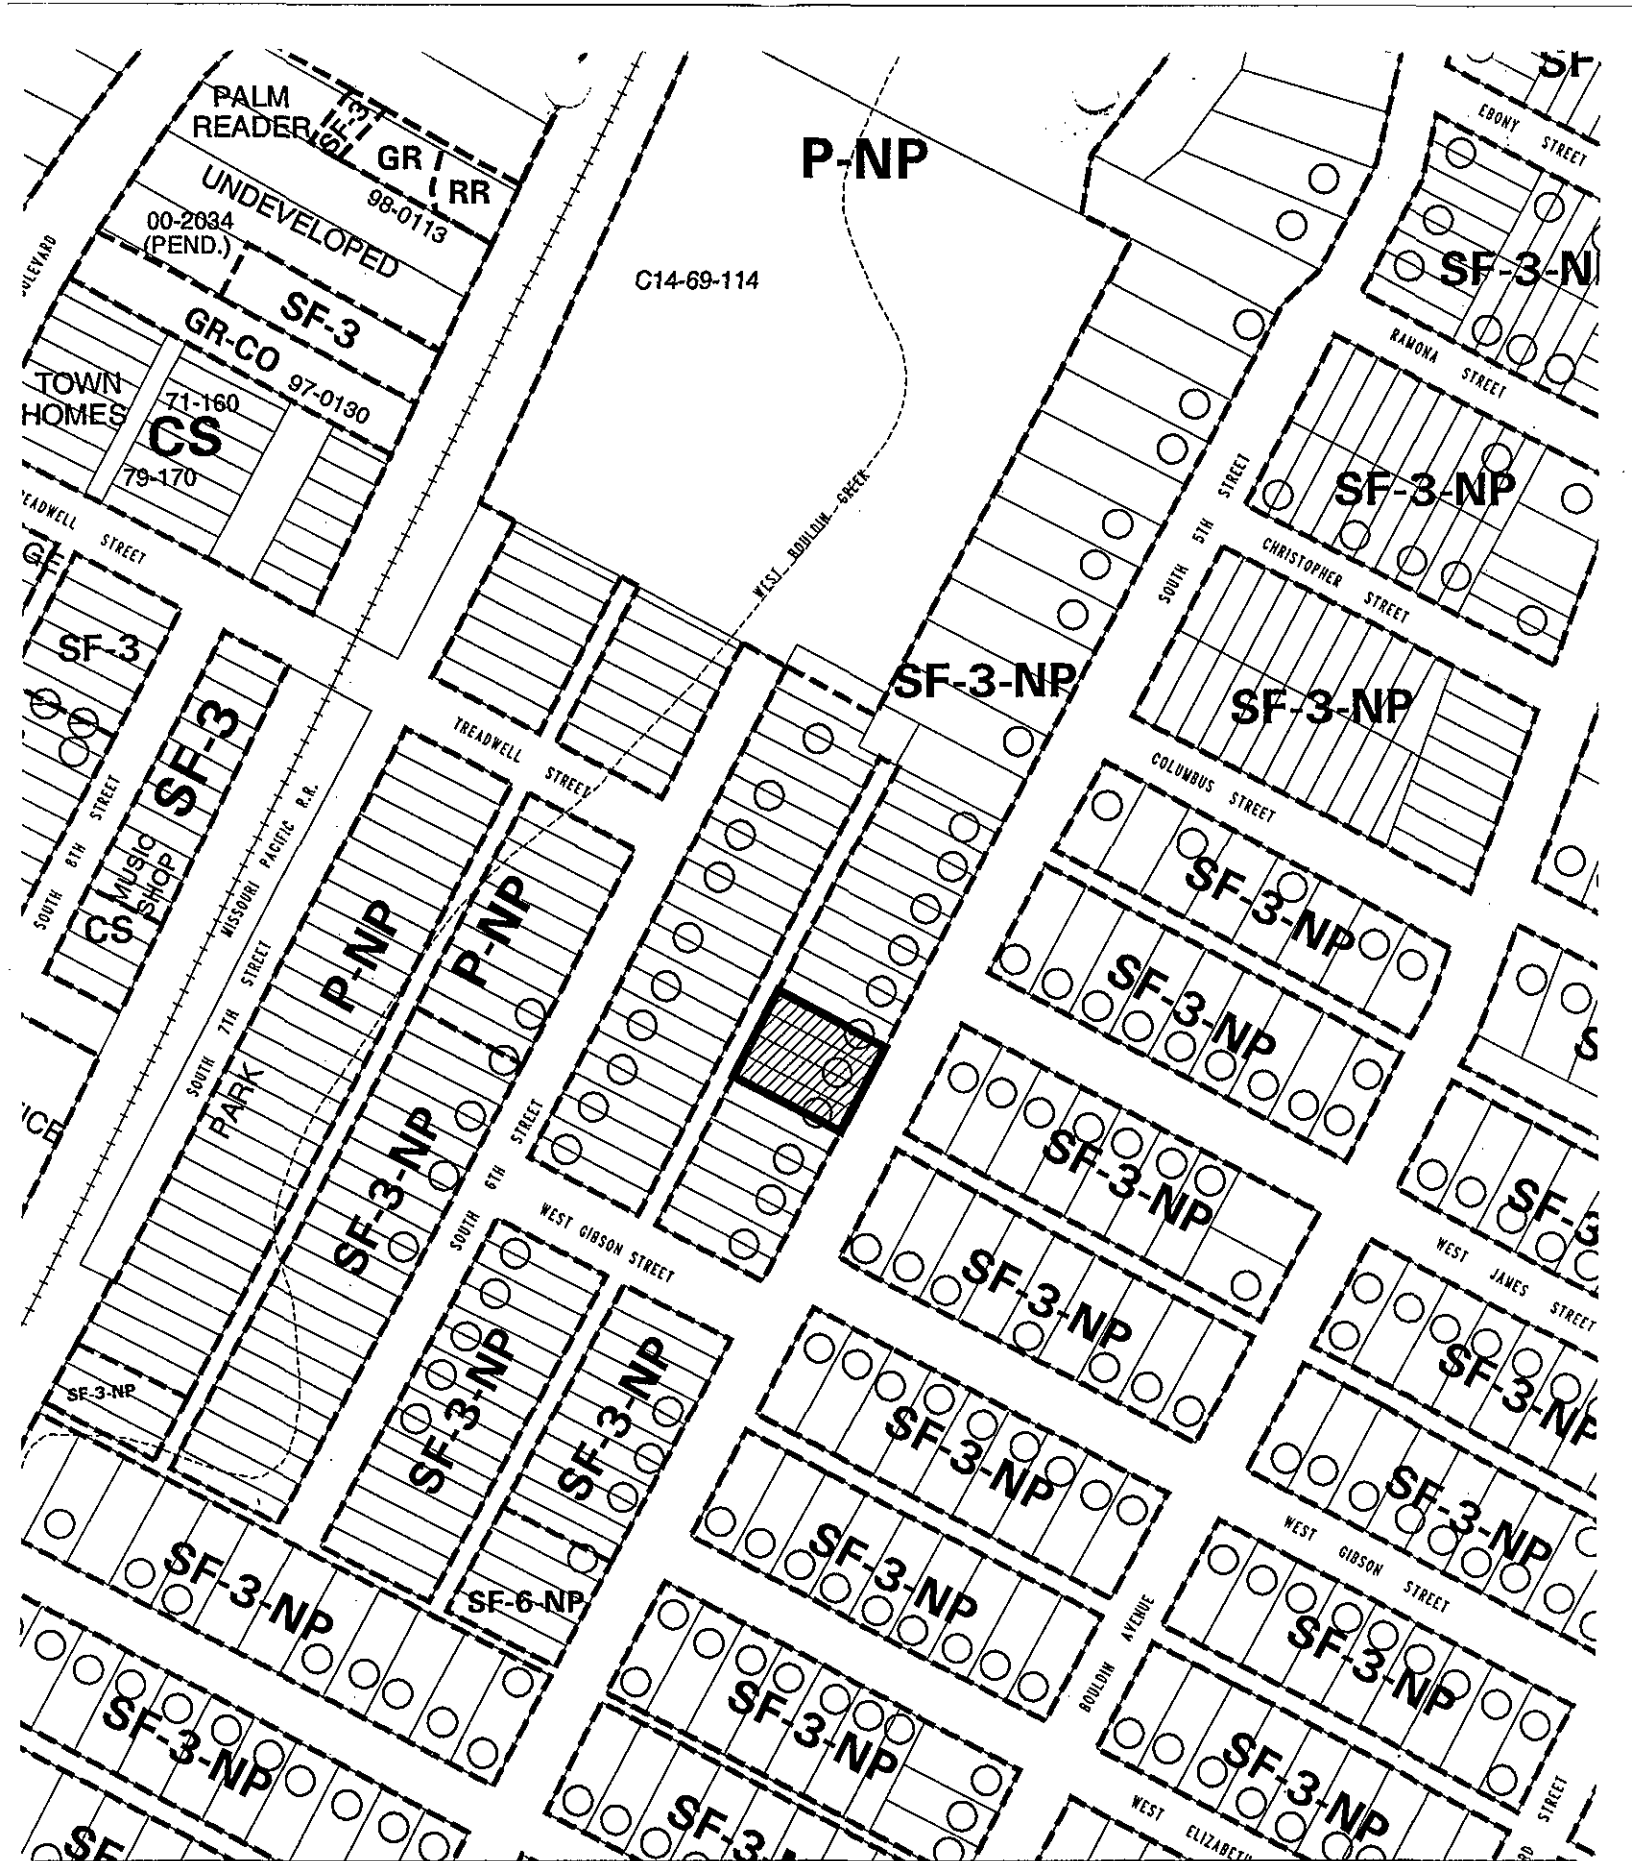 SF
EBONY STREET
PALM
READER
SF-3
GR
RR
98-0113
UNDEVELOPED
00-2034
(PEND.)
P-NP
C14-69-114
SF-3-N
SF-3
GR-CO
97-0130
RAMONA STREET
TOWN
HOMES
71-160
CS
79-170
SF-3-NP
SOUTH 5TH STREET
CHRISTOPHER STREET
WEST BOULDIN CREEK
STREET
SF-3
SF-3-NP
SF-3-NP
TREADWELL STREET
COLUMBUS STREET
SF-3
SOUTH 8TH STREET
MUSIC
SHOP
CS
MISSOURI PACIFIC R.R.
P-NP
P-NP
SF-3-NP
SF-3-NP
SOUTH 7TH STREET
PARK
SF-3-NP
SOUTH 6TH STREET
SF-3-NP
S
SF-3
WEST GIBSON STREET
WEST JAMES STREET
SF-3-NP
SF-3-NP
SF-3-NP
SF-3-NP
SF-3-NP
SF-3-NP
SF-3-NP
WEST GIBSON STREET
SF-3-NP
SF-6-NP
SF-3-NP
BOULDIN AVENUE
SF-3-NP
SF-3-NP
SF-3-NP
SF-3-NP
STREET
WEST
SF
SF-3-